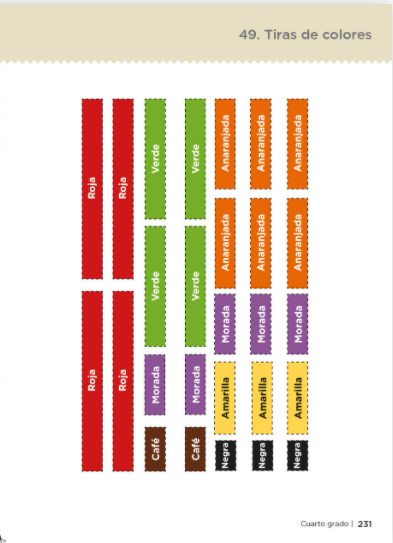 49. Tiras de colores
Roja
Roja
Verde
Verde
Anaranjada
Anaranjada
Anaranjada
Verde
Verde
Anaranjada
Anaranjada
Anaranjada
Roja
Roja
Morada
Morada
Morada
Morada
Morada
Amarilla
Amarilla
Amarilla
Café
Café
Negra
Negra
Negra
Cuarto grado | 231